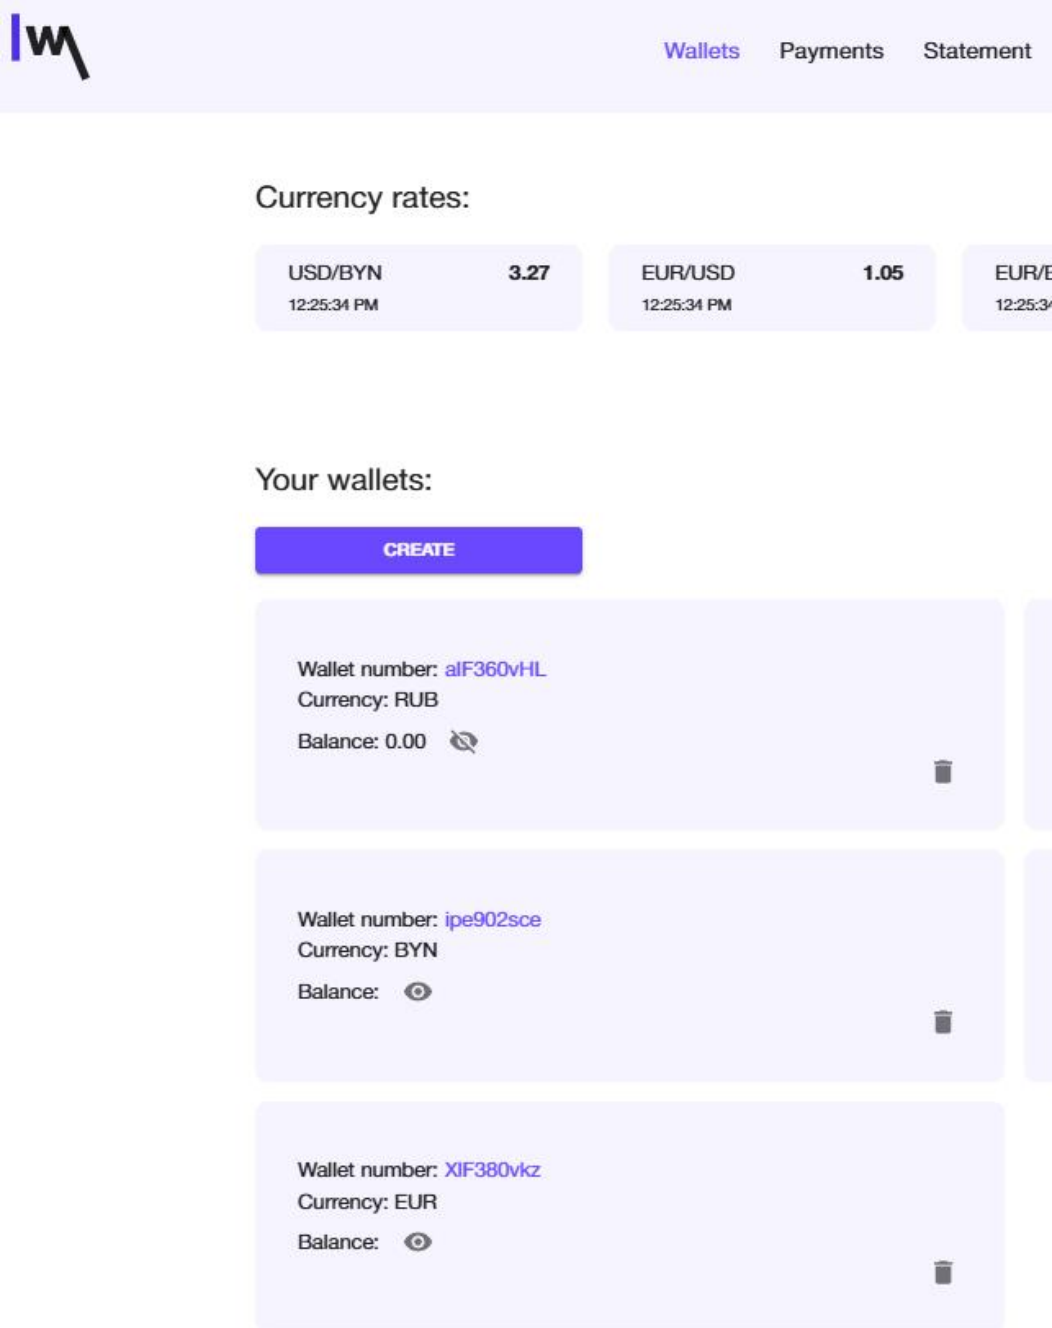 Wallets Payments Statement
Currency rates:
USD/BYN 3.27
12:25:34 PM
EUR/USD 1.05
12:25:34 PM
Your wallets:
CREATE
Wallet number: alF360vHL
Currency: RUB
Balance: 0.00
Wallet number: ipe902sce
Currency: BYN
Balance:
Wallet number: XlF380vkz
Currency: EUR
Balance: